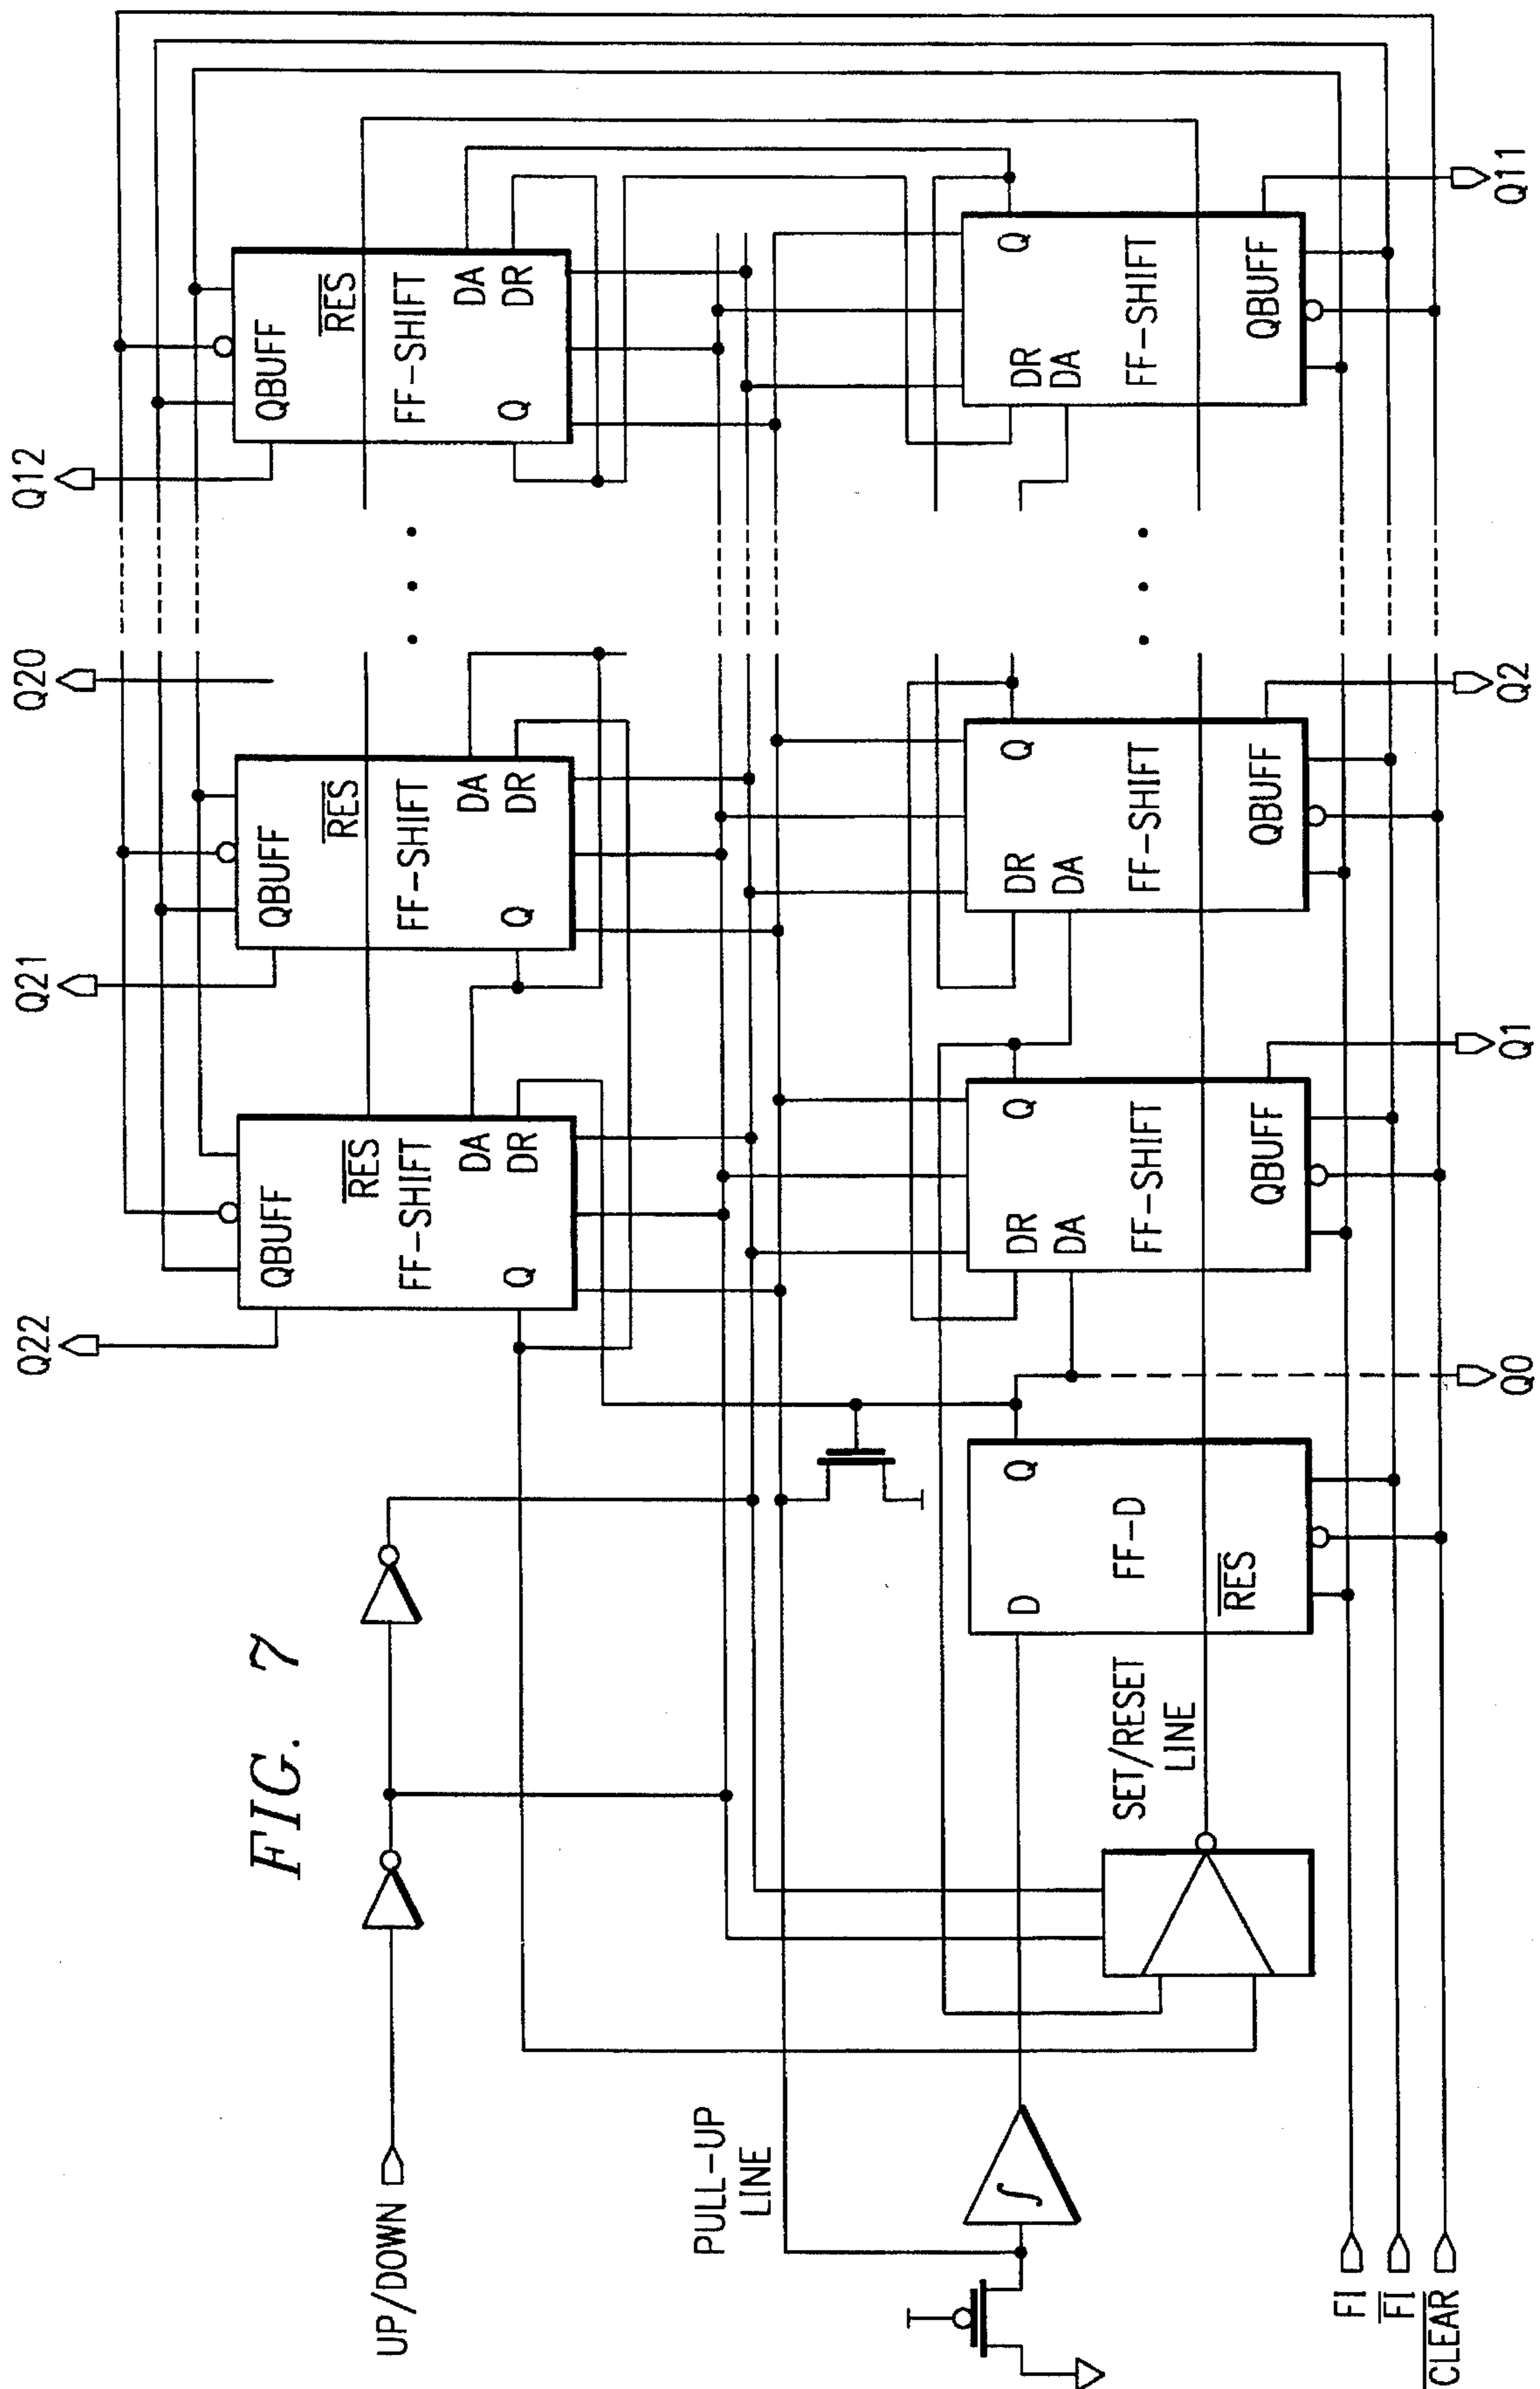 FIG. 7
Q22
Q21
Q20
Q12
QBUFF
RES
FF-SHIFT
DA
DR
Q
QBUFF
RES
FF-SHIFT
DA
DR
Q
QBUFF
RES
FF-SHIFT
DA
DR
Q
UP/DOWN
PULL-UP
LINE
∫
SET/RESET
LINE
D
Q
FF-D
RES
DR
DA
Q
FF-SHIFT
QBUFF
DR
DA
Q
FF-SHIFT
QBUFF
DR
DA
Q
FF-SHIFT
QBUFF
FI
FI
CLEAR
Q0
Q1
Q2
Q11